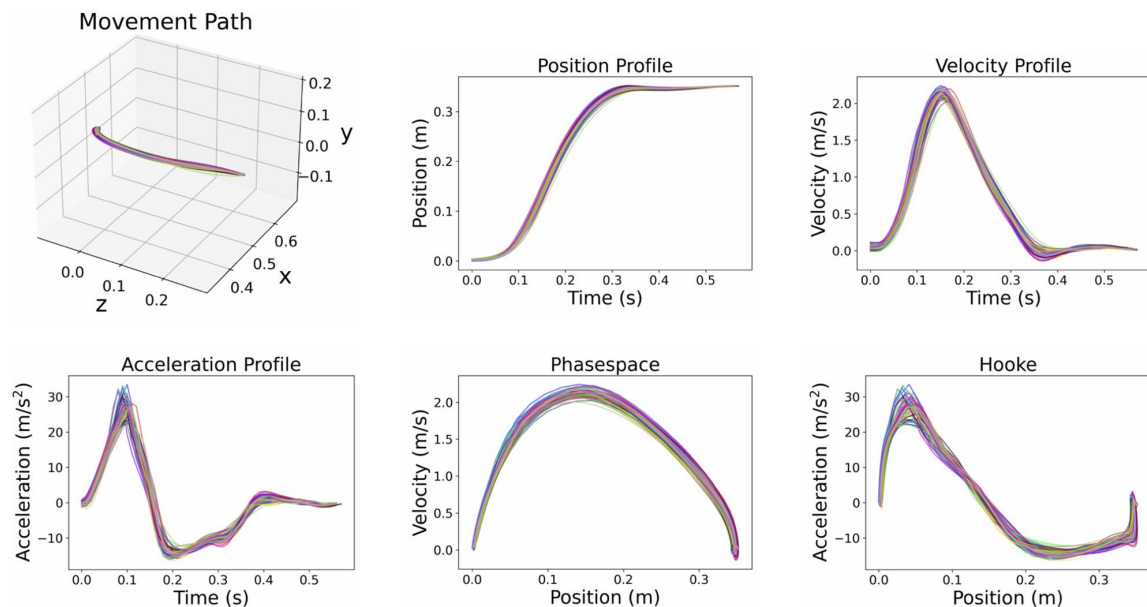 Movement Path
0.2
0.1
0.0
−0.1
y
0.6
0.5
0.4
x
0.0
0.1
0.2
z
Position Profile
0.3
0.2
0.1
0.0
Position (m)
0.0 0.1 0.2 0.3 0.4 0.5
Time (s)
Velocity Profile
2.0
1.5
1.0
0.5
0.0
Velocity (m/s)
0.0 0.1 0.2 0.3 0.4 0.5
Time (s)
Acceleration Profile
30
20
10
0
−10
Acceleration (m/s²)
0.0 0.1 0.2 0.3 0.4 0.5
Time (s)
Phasespace
2.0
1.5
1.0
0.5
0.0
Velocity (m/s)
0.0 0.1 0.2 0.3
Position (m)
Hooke
30
20
10
0
−10
Acceleration (m/s²)
0.0 0.1 0.2 0.3
Position (m)